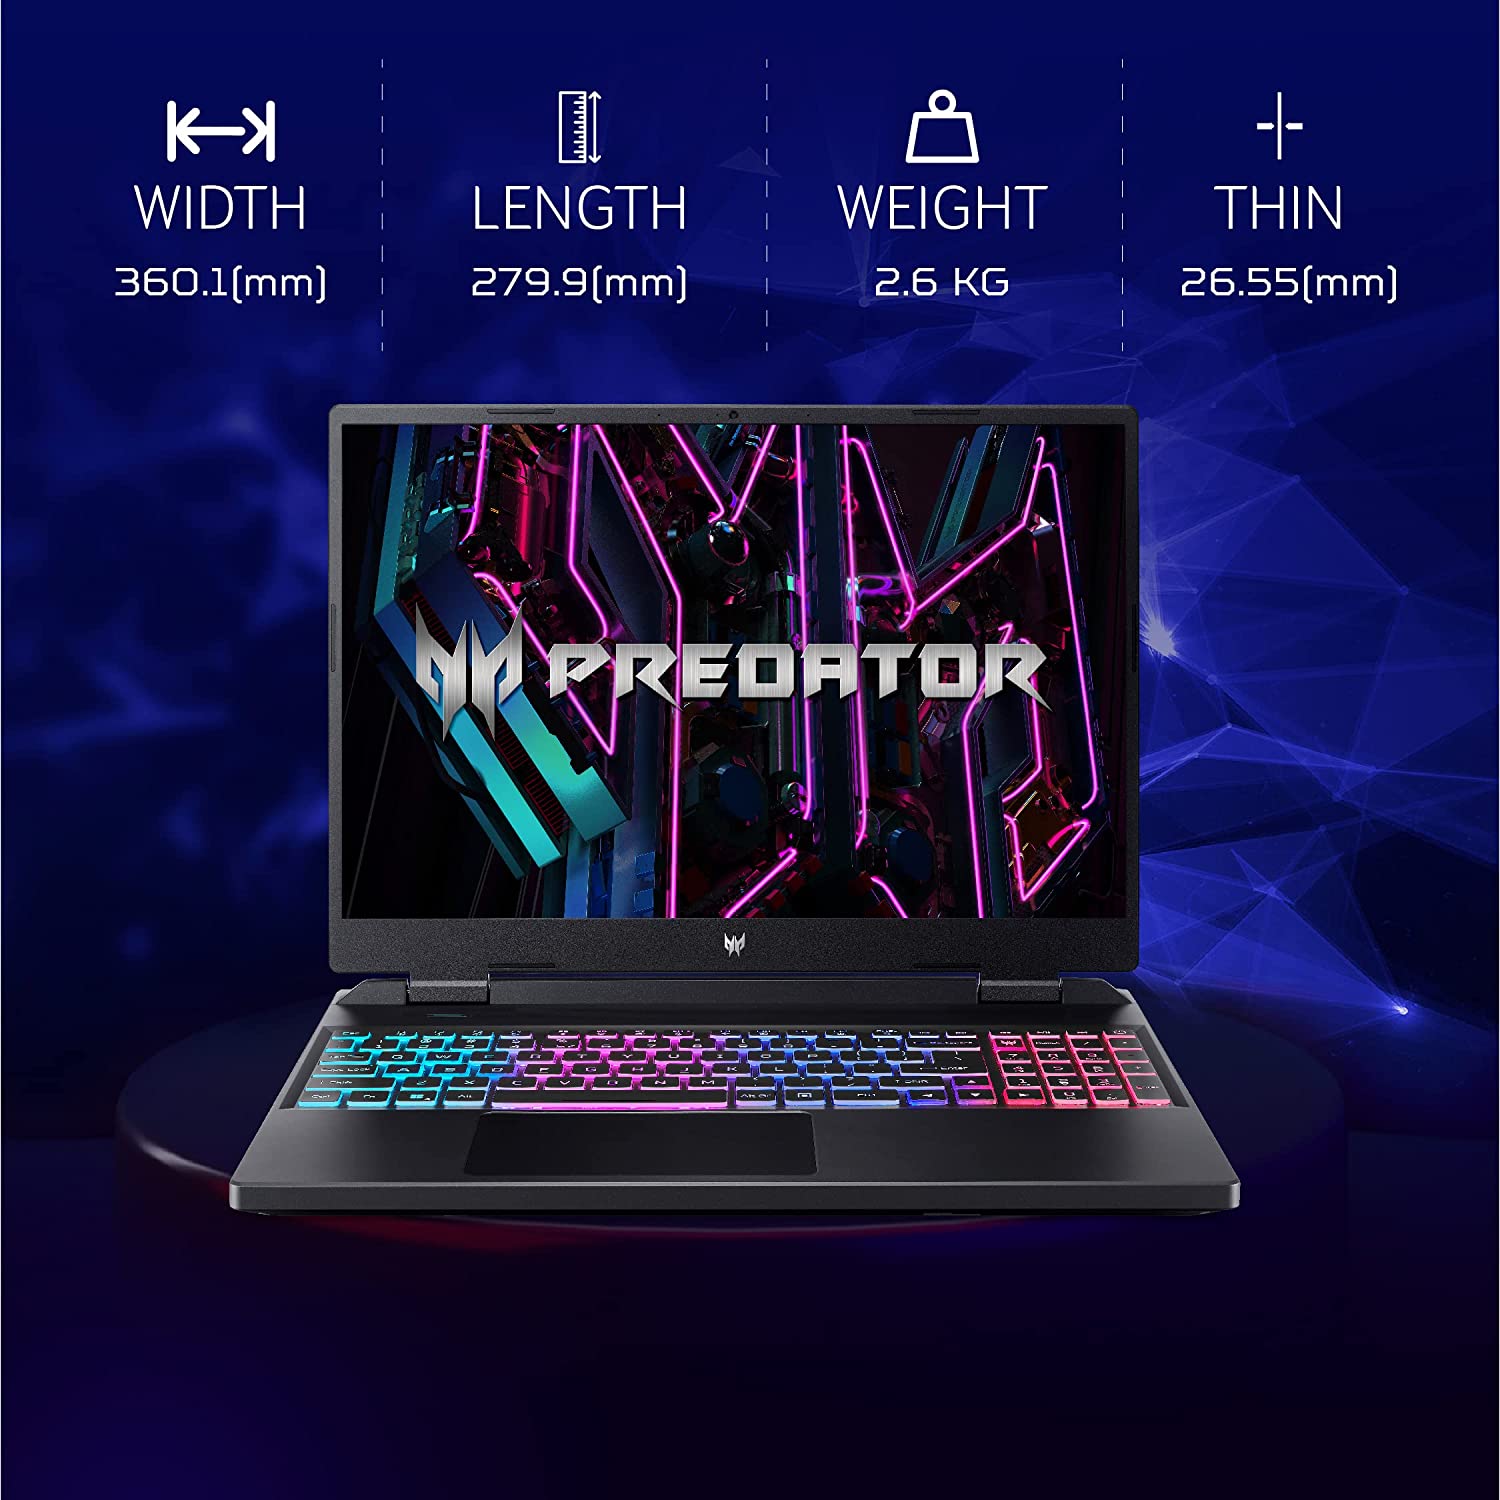 WIDTH
360.1(mm)
LENGTH
279.9(mm)
WEIGHT
2.6 KG
THIN
26.55(mm)
PREDATOR